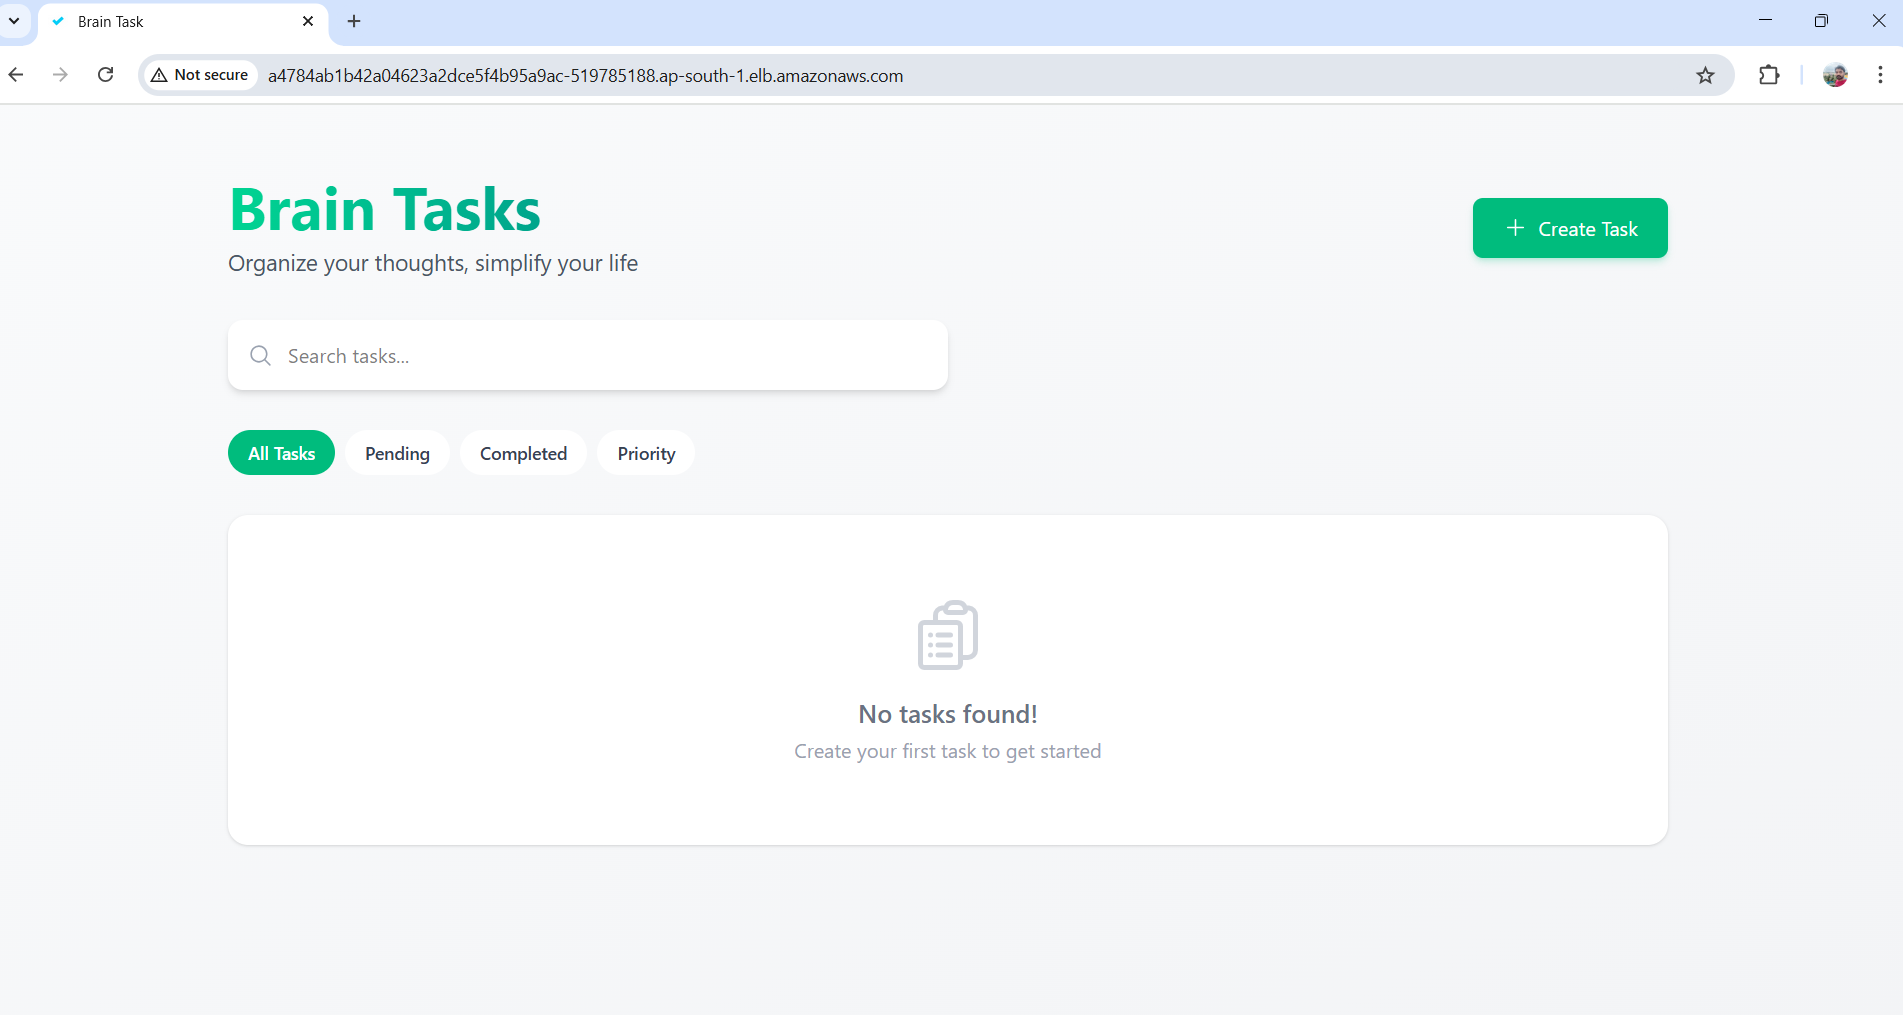 Brain Task
Not secure
a4784ab1b42a04623a2dce5f4b95a9ac-519785188.ap-south-1.elb.amazonaws.com
Brain Tasks
Organize your thoughts, simplify your life
Create Task
Search tasks...
All Tasks Pending Completed Priority
No tasks found!
Create your first task to get started